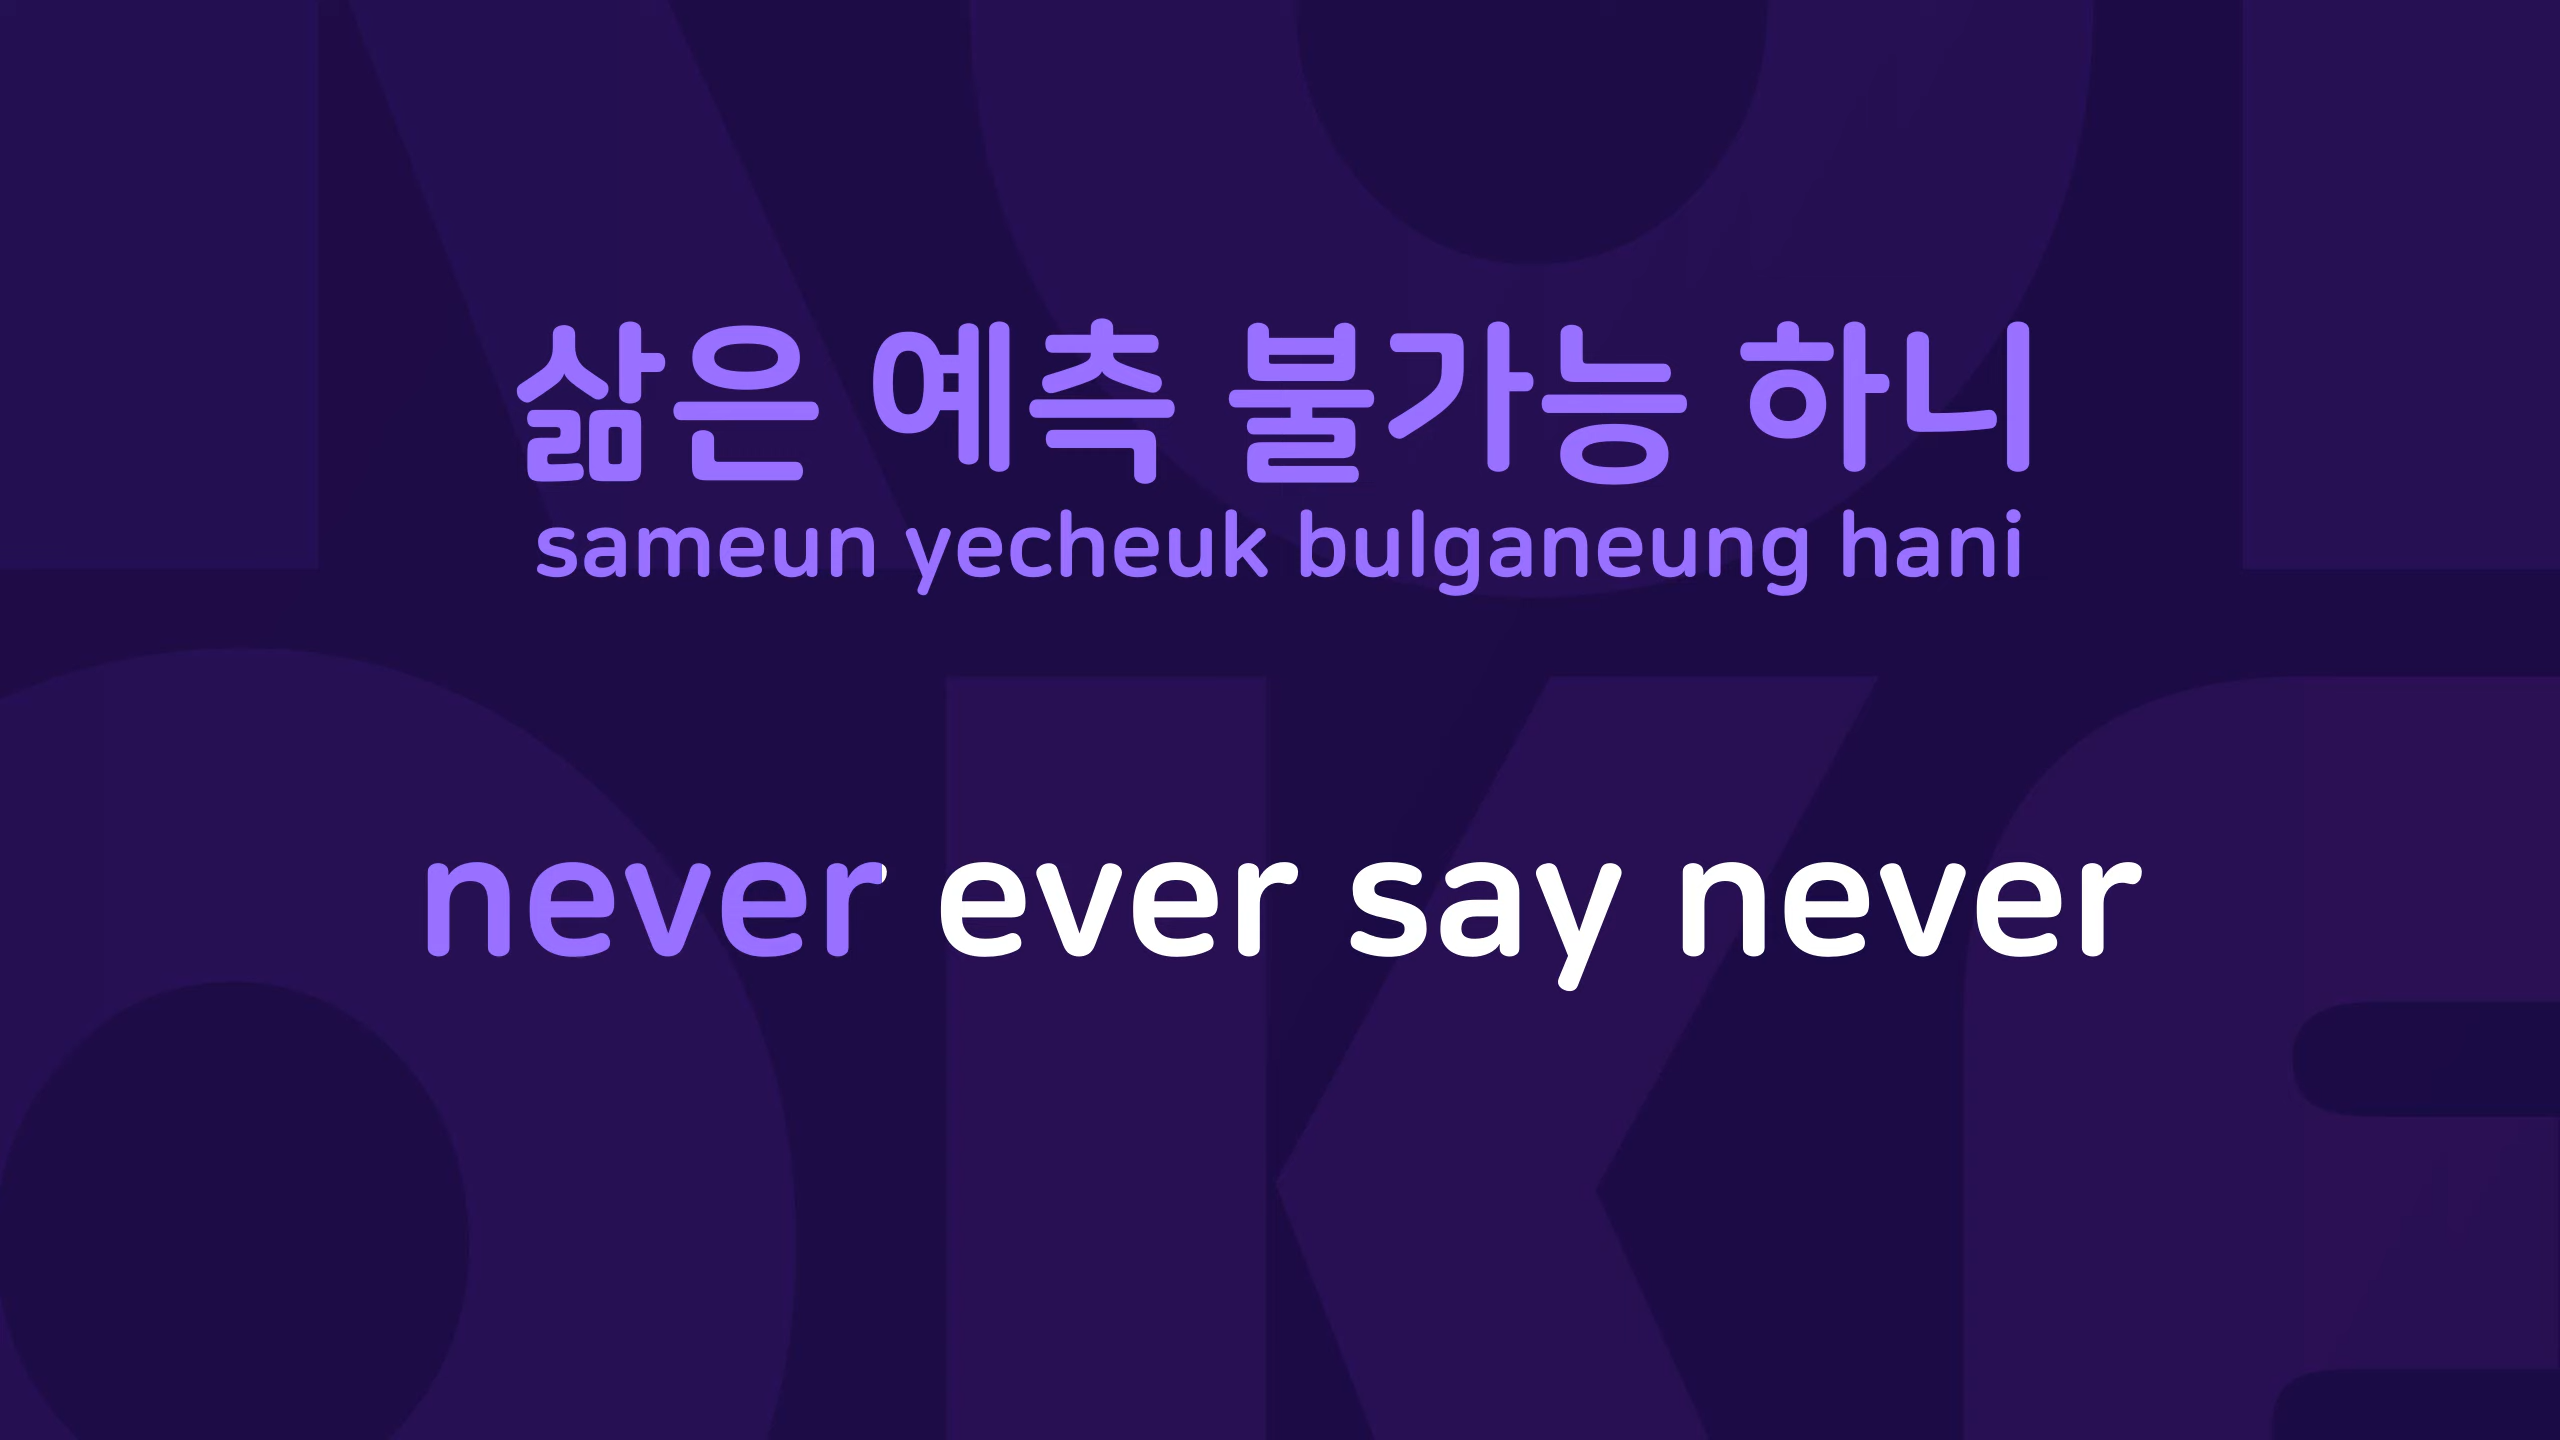 삶은 예측 불가능 하니
sameun yecheuk bulganeung hani
never ever say never